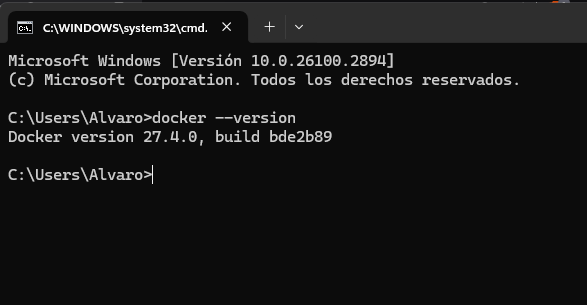 C:\WINDOWS\system32\cmd.
Microsoft Windows [Versión 10.0.26100.2894]
(c) Microsoft Corporation. Todos los derechos reservados.
C:\Users\Alvaro>docker --version
Docker version 27.4.0, build bde2b89
C:\Users\Alvaro>